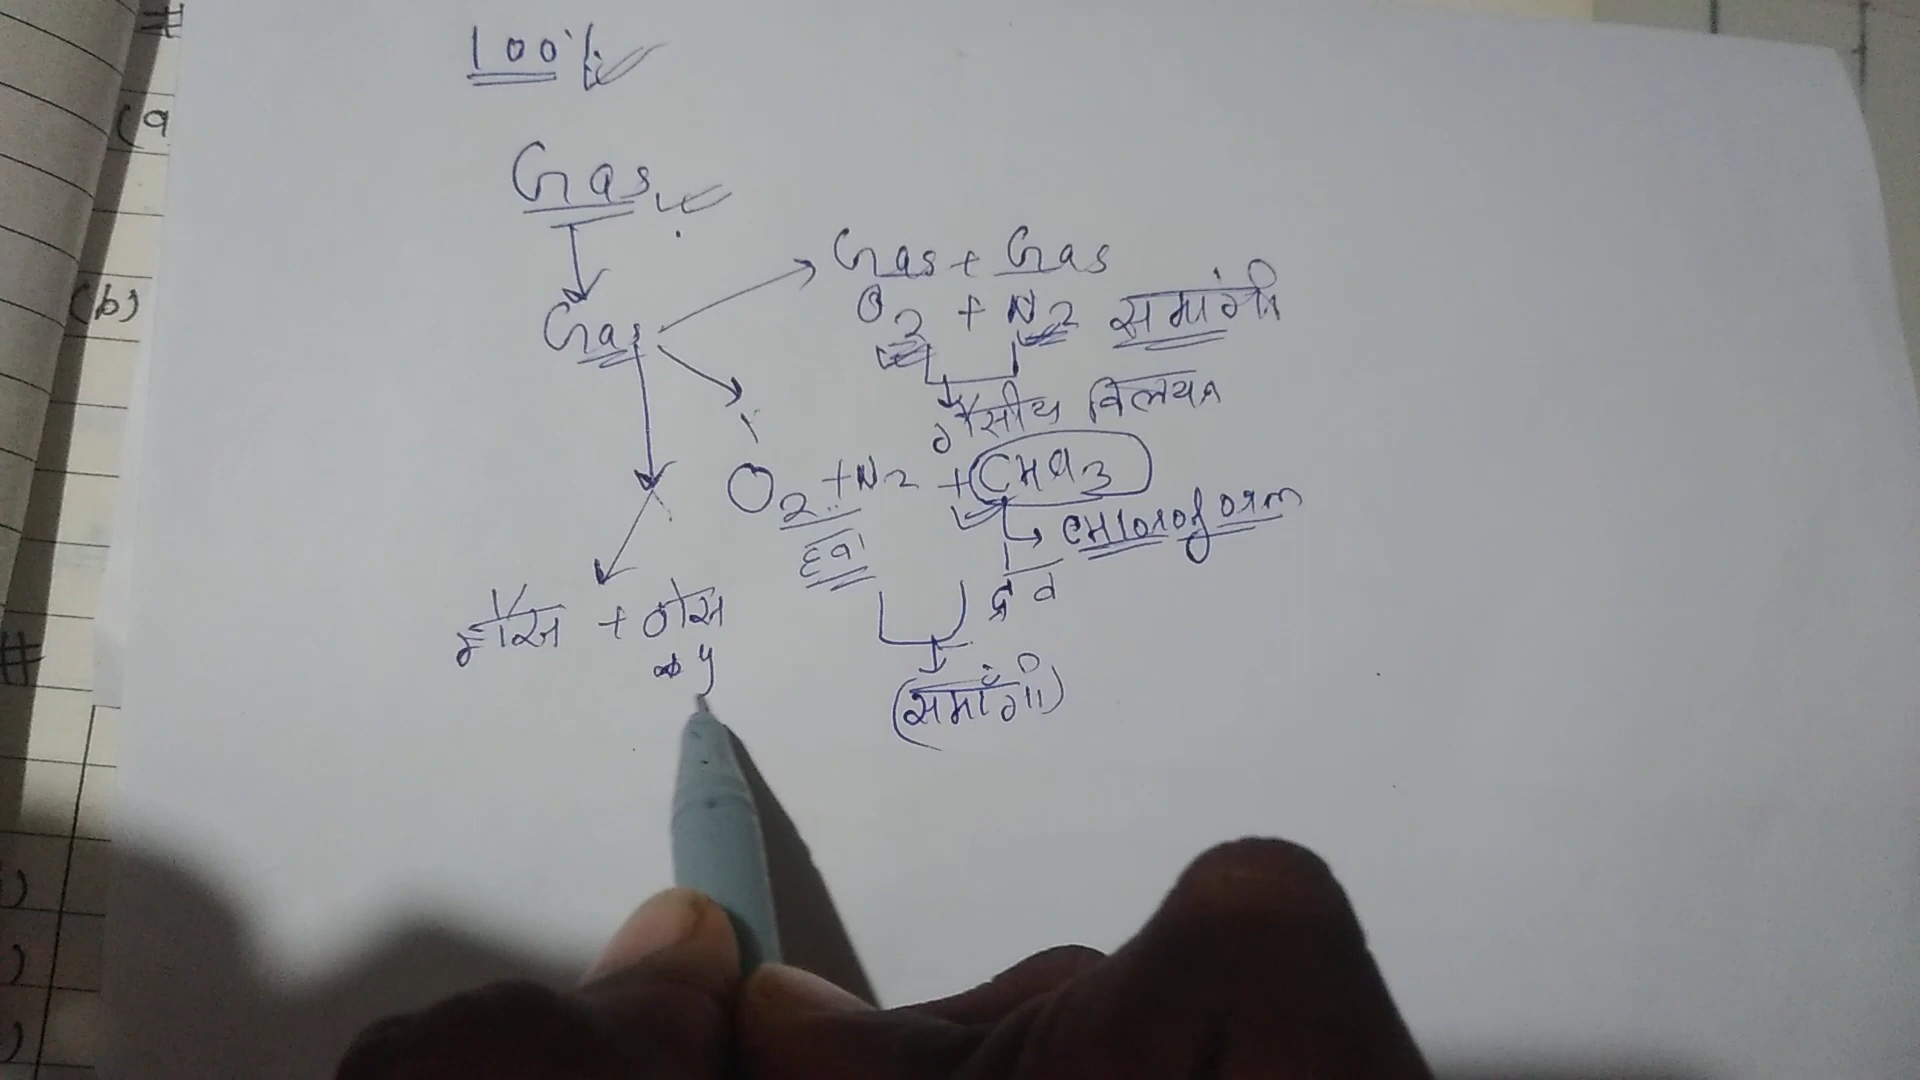 100%
Gas
Gas
Gas + Gas
O2 + N2 समांगी
गैसीय विलयन
O2 + N2 + CHCl3
हवा
CHloroform
द्रव
(समांगी)
गैस + ठोस
#
(a
(b)
#
)
)
)